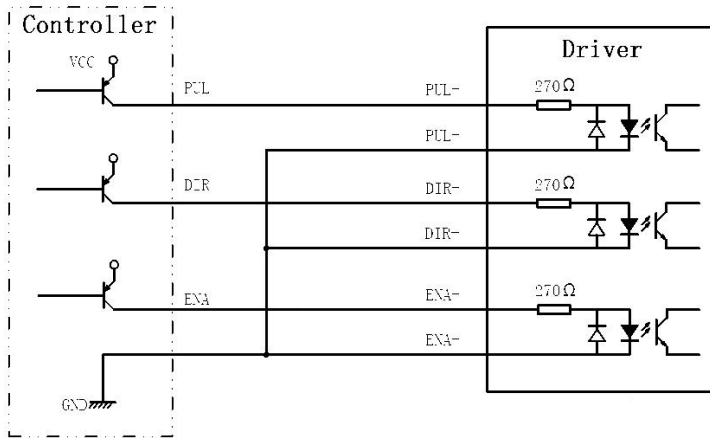 Controller
Driver
VCC
PUL
PUL-
270Ω
PUL-
DIR
DIR-
270Ω
DIR-
ENA
ENA-
270Ω
ENA-
GND